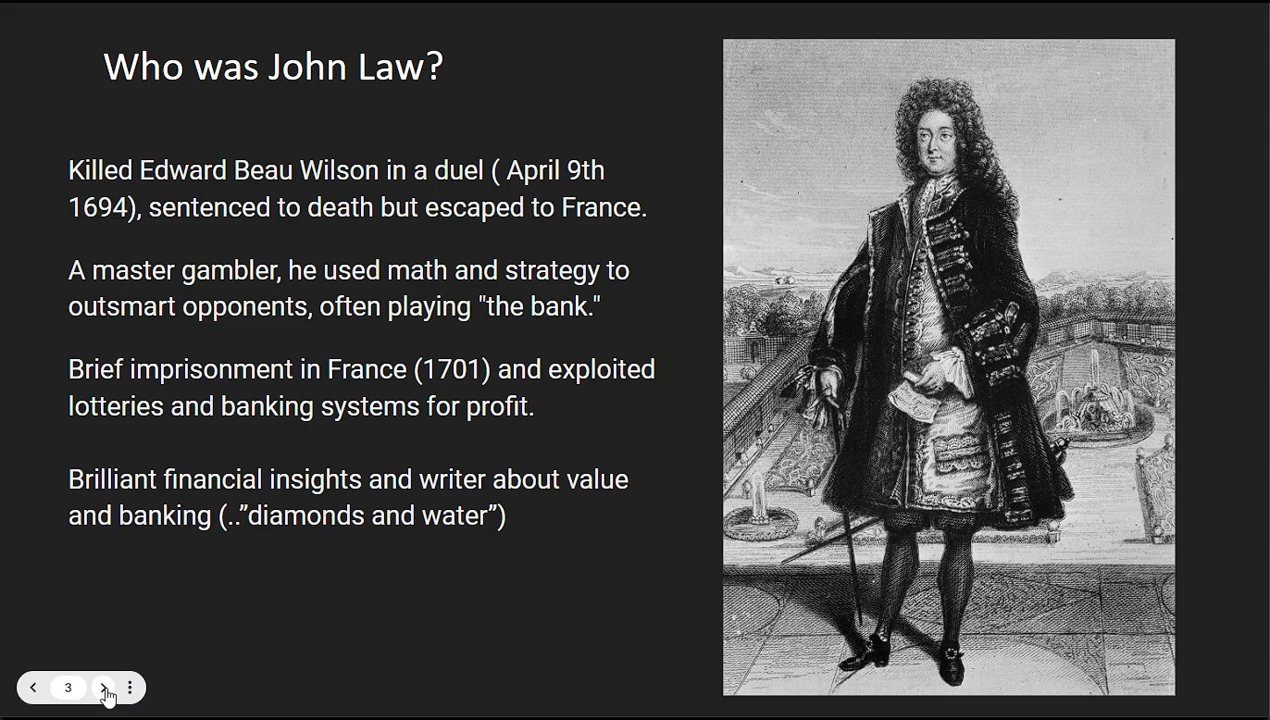 Who was John Law?
Killed Edward Beau Wilson in a duel ( April 9th
1694), sentenced to death but escaped to France.
A master gambler, he used math and strategy to
outsmart opponents, often playing "the bank."
Brief imprisonment in France (1701) and exploited
lotteries and banking systems for profit.
Brilliant financial insights and writer about value
and banking (..”diamonds and water”)
3